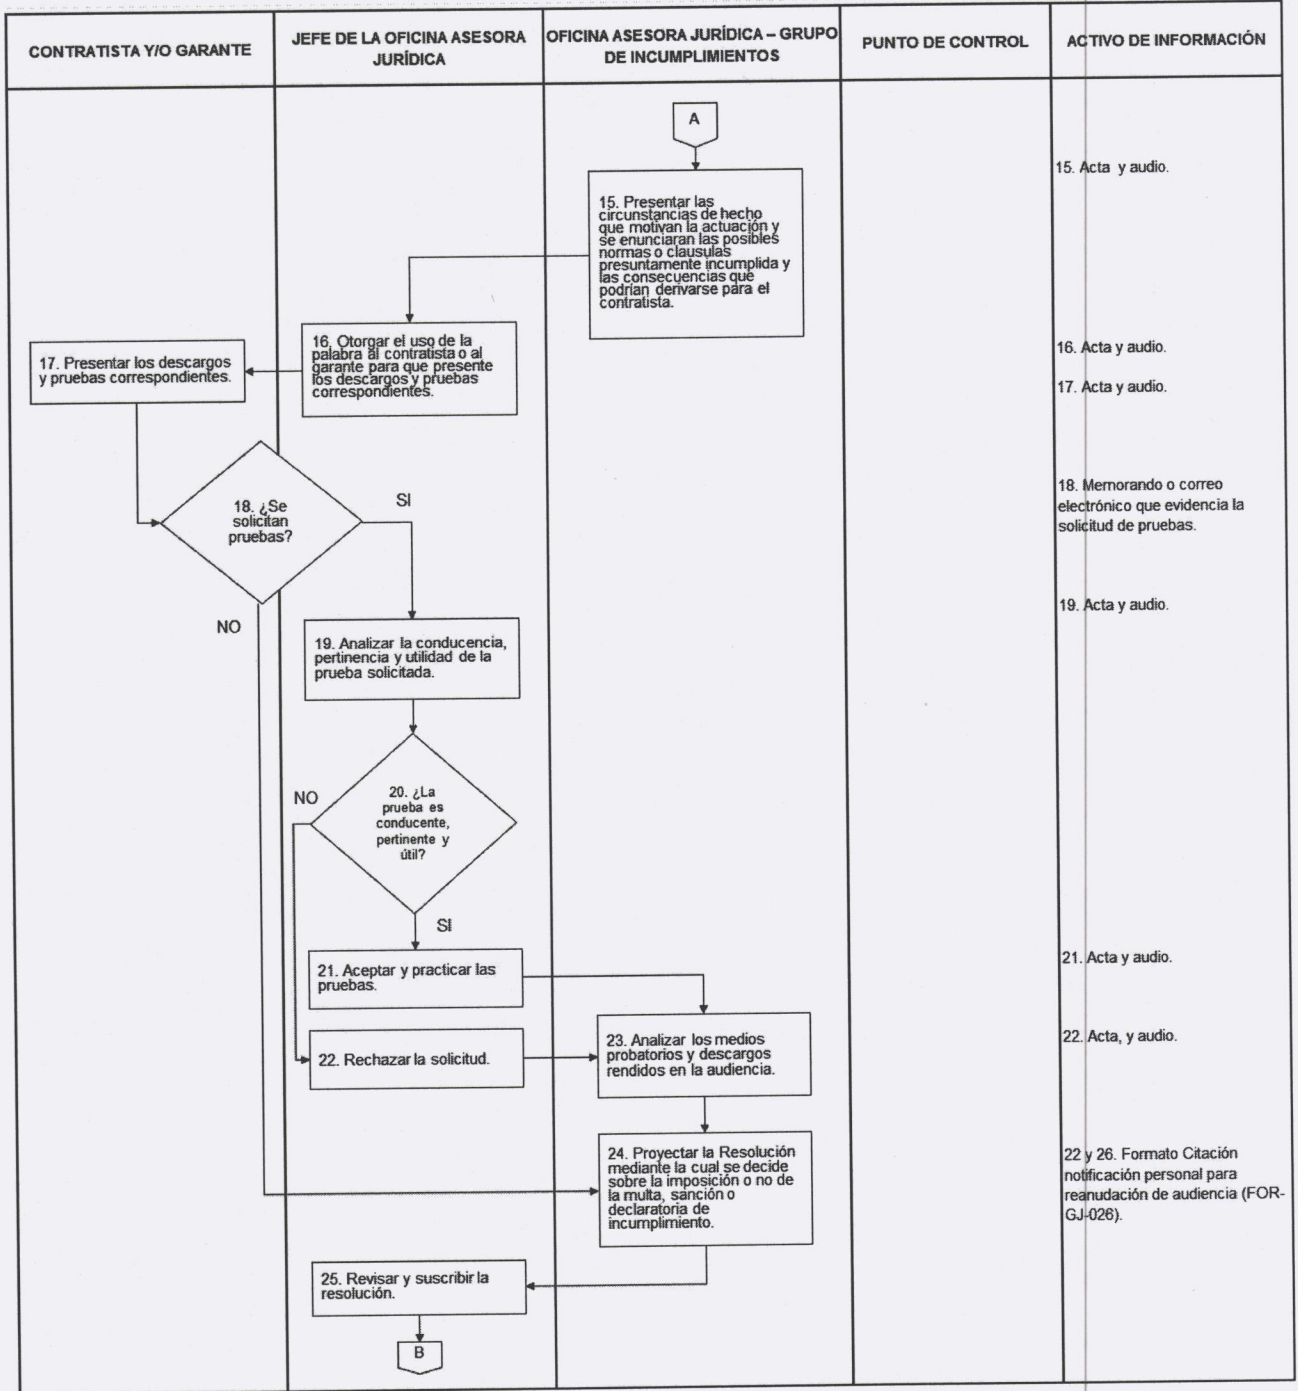 CONTRATISTA Y/O GARANTE
JEFE DE LA OFICINA ASESORA
JURÍDICA
OFICINA ASESORA JURÍDICA – GRUPO
DE INCUMPLIMIENTOS
PUNTO DE CONTROL
ACTIVO DE INFORMACIÓN
A
15. Presentar las
circunstancias de hecho
que motivan la actuación y
se enunciaran las posibles
normas o clausulas
presuntamente incumplida y
las consecuencias que
podrían derivarse para el
contratista.
15. Acta y audio.
16. Otorgar el uso de la
palabra al contratista o al
garante para que presente
los descargos y pruebas
correspondientes.
16. Acta y audio.
17. Presentar los descargos
y pruebas correspondientes.
17. Acta y audio.
18. ¿Se
solicitan
pruebas?
SI
NO
18. Memorando o correo
electrónico que evidencia la
solicitud de pruebas.
19. Analizar la conducencia,
pertinencia y utilidad de la
prueba solicitada.
19. Acta y audio.
20. ¿La
prueba es
conducente,
pertinente y
útil?
NO
SI
21. Aceptar y practicar las
pruebas.
21. Acta y audio.
22. Rechazar la solicitud.
22. Acta, y audio.
23. Analizar los medios
probatorios y descargos
rendidos en la audiencia.
24. Proyectar la Resolución
mediante la cual se decide
sobre la imposición o no de
la multa, sanción o
declaratoria de
incumplimiento.
22 y 26. Formato Citación
notificación personal para
reanudación de audiencia (FOR-
GJ-026).
25. Revisar y suscribir la
resolución.
B